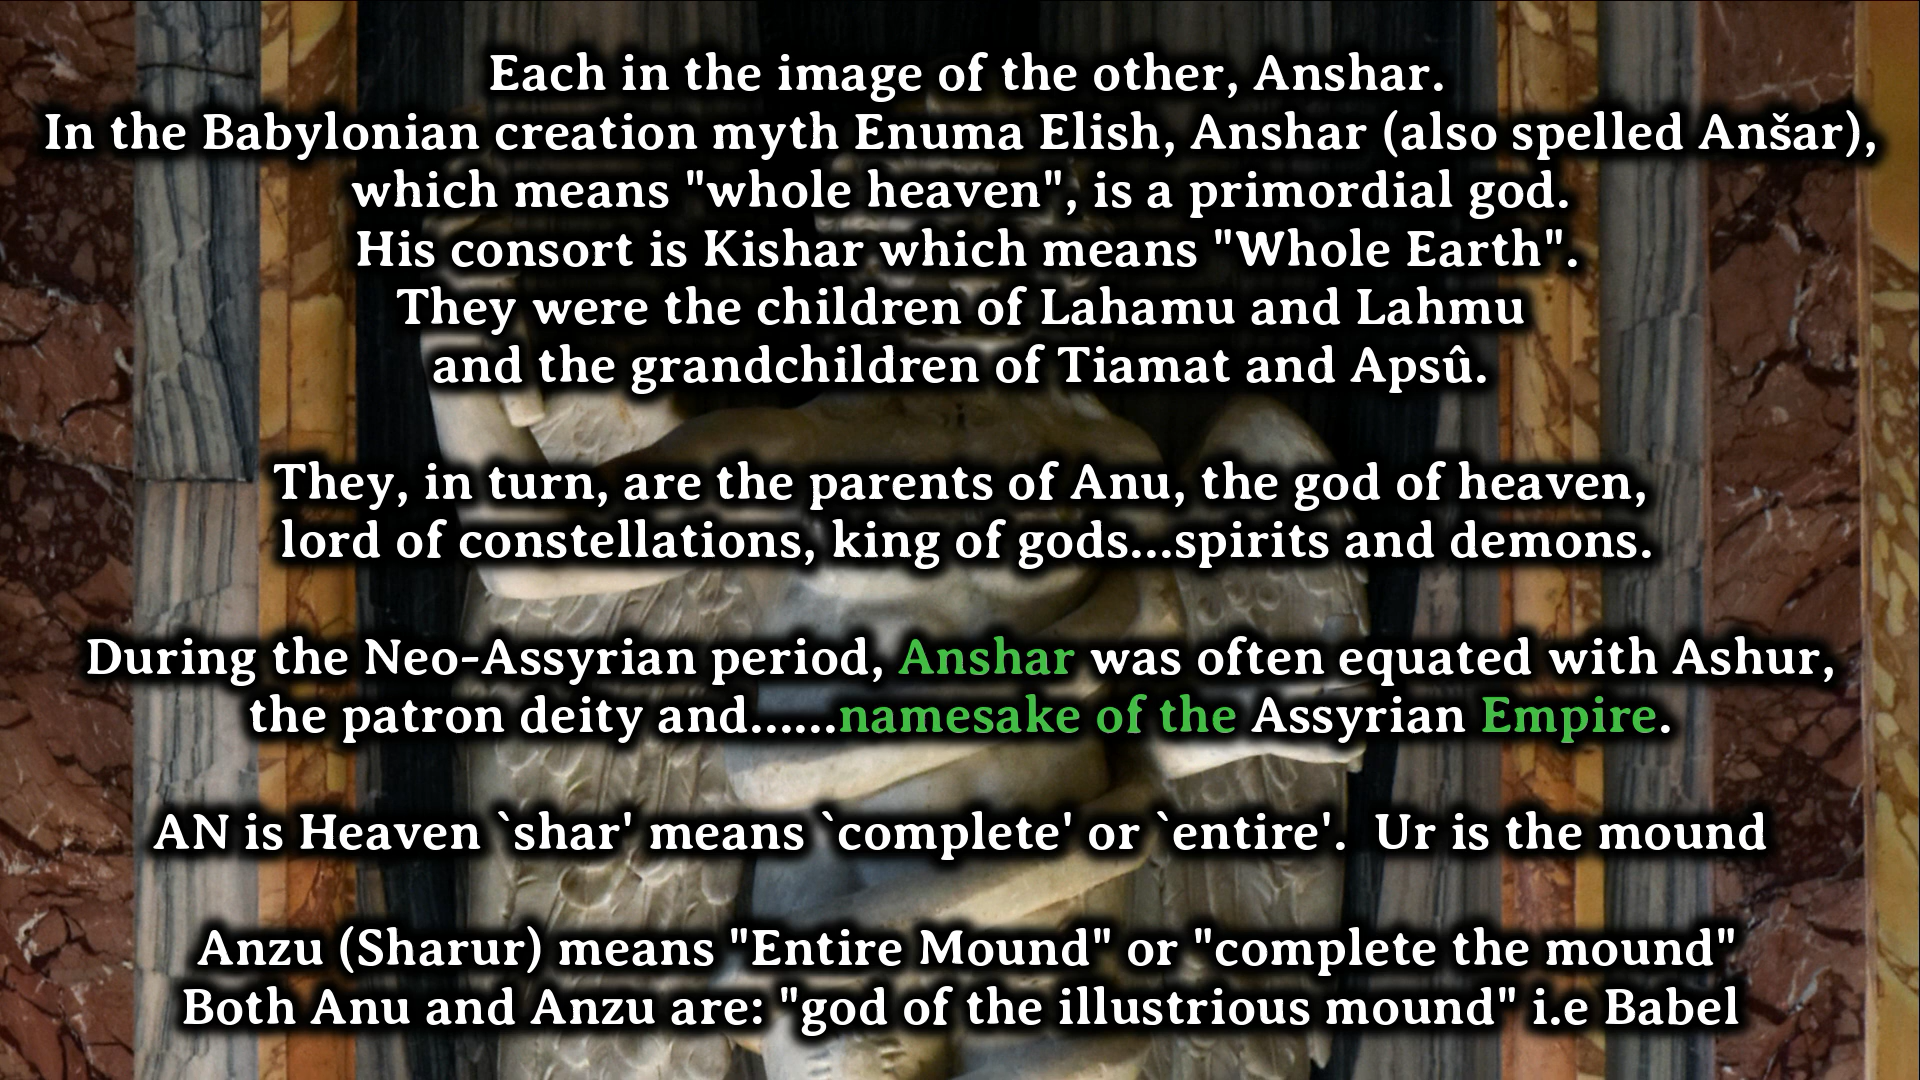 Each in the image of the other, Anshar.
In the Babylonian creation myth Enuma Elish, Anshar (also spelled Anšar),
which means "whole heaven", is a primordial god.
His consort is Kishar which means "Whole Earth".
They were the children of Lahamu and Lahmu
and the grandchildren of Tiamat and Apsû.
They, in turn, are the parents of Anu, the god of heaven,
lord of constellations, king of gods...spirits and demons.
During the Neo-Assyrian period, Anshar was often equated with Ashur,
the patron deity and......namesake of the Assyrian Empire.
AN is Heaven `shar' means `complete' or `entire'.  Ur is the mound
Anzu (Sharur) means "Entire Mound" or "complete the mound"
Both Anu and Anzu are: "god of the illustrious mound" i.e Babel